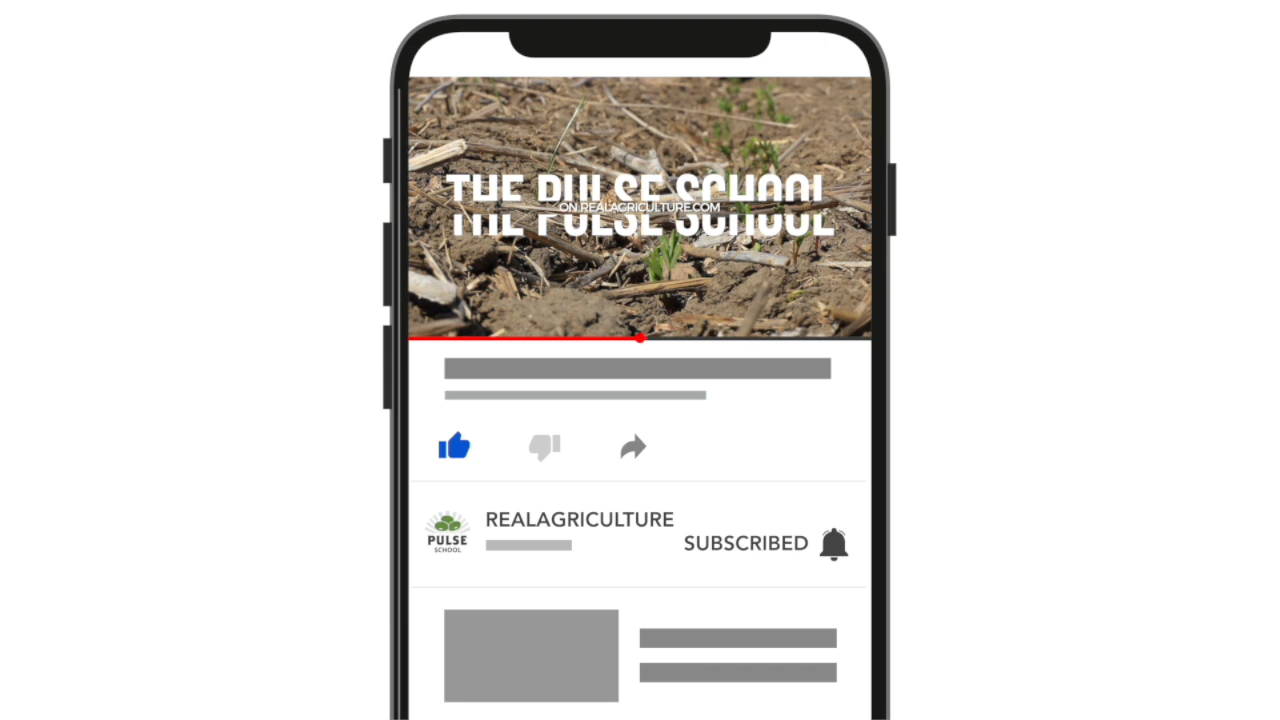 THE PULSE SCHOOL
ON REALAGRICULTURE.COM
REALAGRICULTURE
PULSE
SCHOOL
SUBSCRIBED